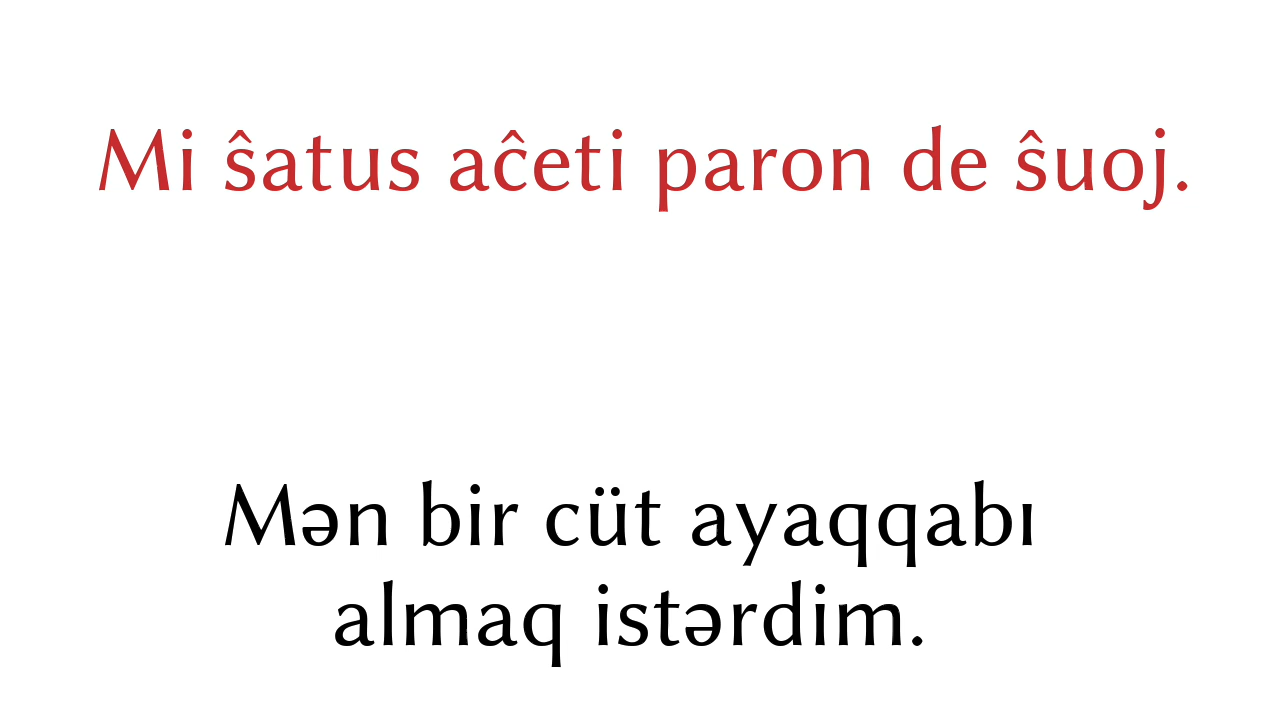 Mi ŝatus aĉeti paron de ŝuoj.
Mən bir cüt ayaqqabı
almaq istərdim.